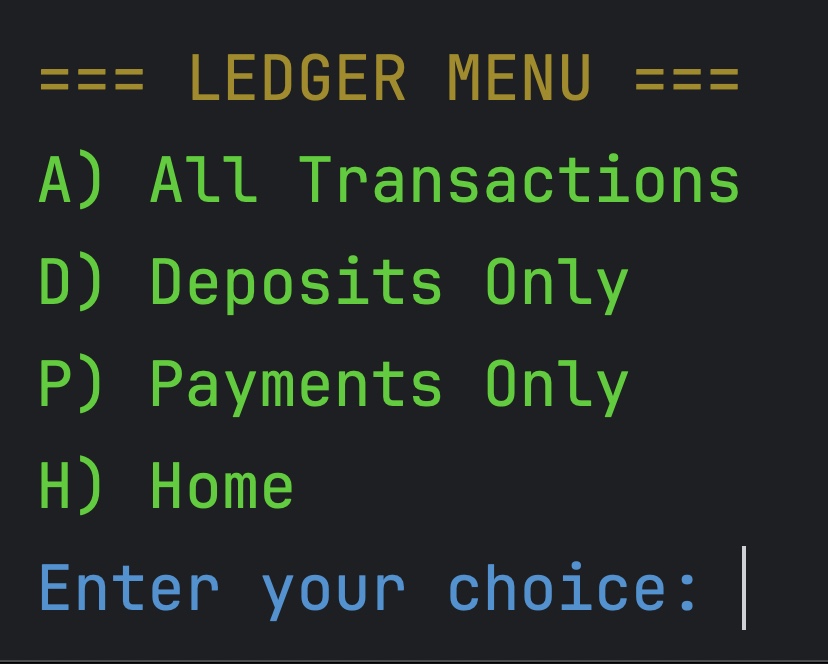 === LEDGER MENU ===
A) All Transactions
D) Deposits Only
P) Payments Only
H) Home
Enter your choice: